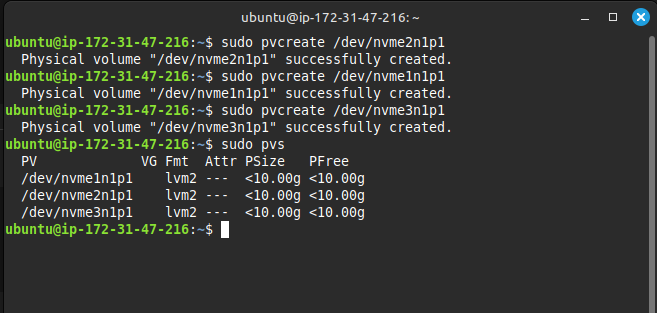 ubuntu@ip-172-31-47-216: ~
ubuntu@ip-172-31-47-216:~$ sudo pvcreate /dev/nvme2n1p1
  Physical volume "/dev/nvme2n1p1" successfully created.
ubuntu@ip-172-31-47-216:~$ sudo pvcreate /dev/nvme1n1p1
  Physical volume "/dev/nvme1n1p1" successfully created.
ubuntu@ip-172-31-47-216:~$ sudo pvcreate /dev/nvme3n1p1
  Physical volume "/dev/nvme3n1p1" successfully created.
ubuntu@ip-172-31-47-216:~$ sudo pvs
  PV             VG Fmt  Attr PSize   PFree
  /dev/nvme1n1p1    lvm2 ---  <10.00g <10.00g
  /dev/nvme2n1p1    lvm2 ---  <10.00g <10.00g
  /dev/nvme3n1p1    lvm2 ---  <10.00g <10.00g
ubuntu@ip-172-31-47-216:~$